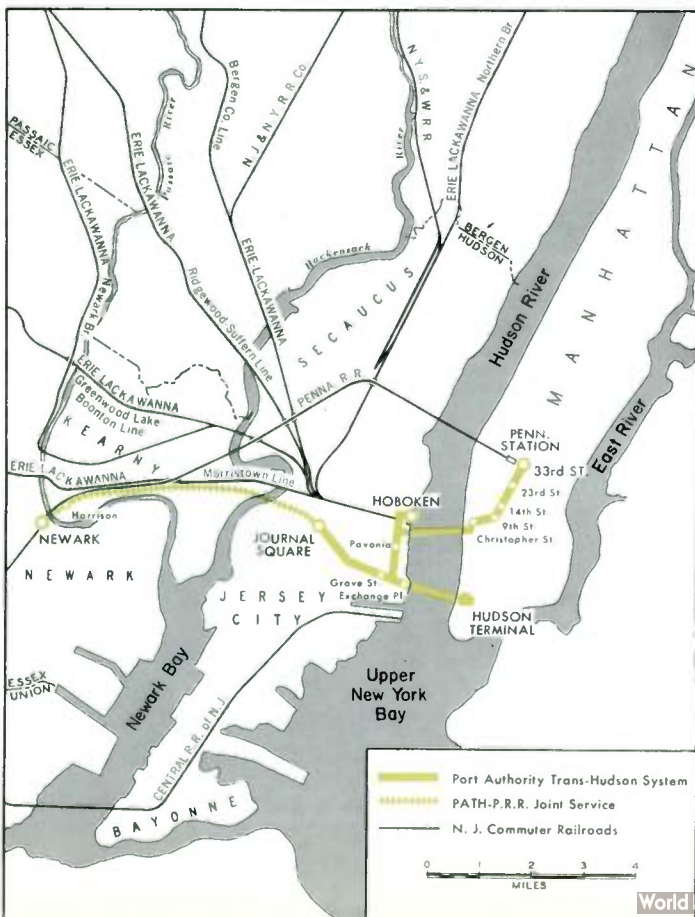 PASSAIC
ESSEX
ERIE LACKAWANNA Newark Br.
Passaic River
ERIE LACKAWANNA
Ridgewood-Suffern Line
Bergen Co. Line
N J & N Y R R Co.
ERIE-LACKAWANNA
N Y S & W R R
Hackensack River
ERIE LACKAWANNA Northern Br
BERGEN
HUDSON
SECAUCUS
Hudson River
MANHATTAN
East River
ERIE LACKAWANNA
Greenwood Lake
Boonton Line
KEARNY
PENNA R.R.
ERIE LACKAWANNA
Morristown Line
PENN.
STATION
33rd ST.
23rd St
14th St.
9th St
Christopher St
HOBOKEN
Pavonia
Harrison
NEWARK
JOURNAL
SQUARE
Grove St
Exchange Pl
HUDSON
TERMINAL
NEWARK
JERSEY
CITY
ESSEX
UNION
Newark Bay
Upper
New York
Bay
CENTRAL R.R. of N.J
BAYONNE
Port Authority Trans-Hudson System
PATH-P.R.R. Joint Service
N. J. Commuter Railroads
0 1 2 3 4
MILES
World